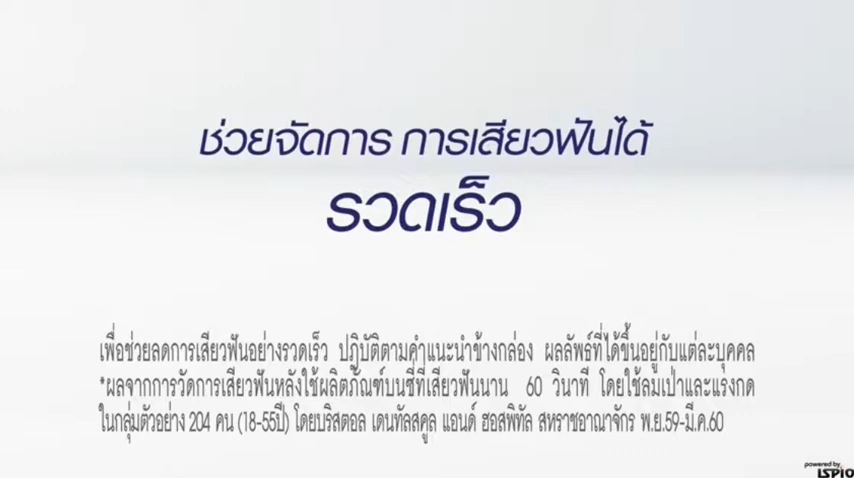 ช่วยจัดการ การเสียวฟันได้
รวดเร็ว
เพื่อช่วยลดการเสียวฟันอย่างรวดเร็ว ปฏิบัติตามคำแนะนำข้างกล่อง ผลลัพธ์ที่ได้ขึ้นอยู่กับแต่ละบุคคล
*ผลจากการวัดการเสียวฟันหลังใช้ผลิตภัณฑ์บนซี่ที่เสียวฟันนาน 60 วินาที โดยใช้ลมเป่าและแรงกด
ในกลุ่มตัวอย่าง 204 คน (18-55ปี) โดยบริสตอล เดนทัลสคูล แอนด์ ฮอสพิทัล สหราชอาณาจักร พ.ย.59-มี.ค.60
powered by
LSPIO